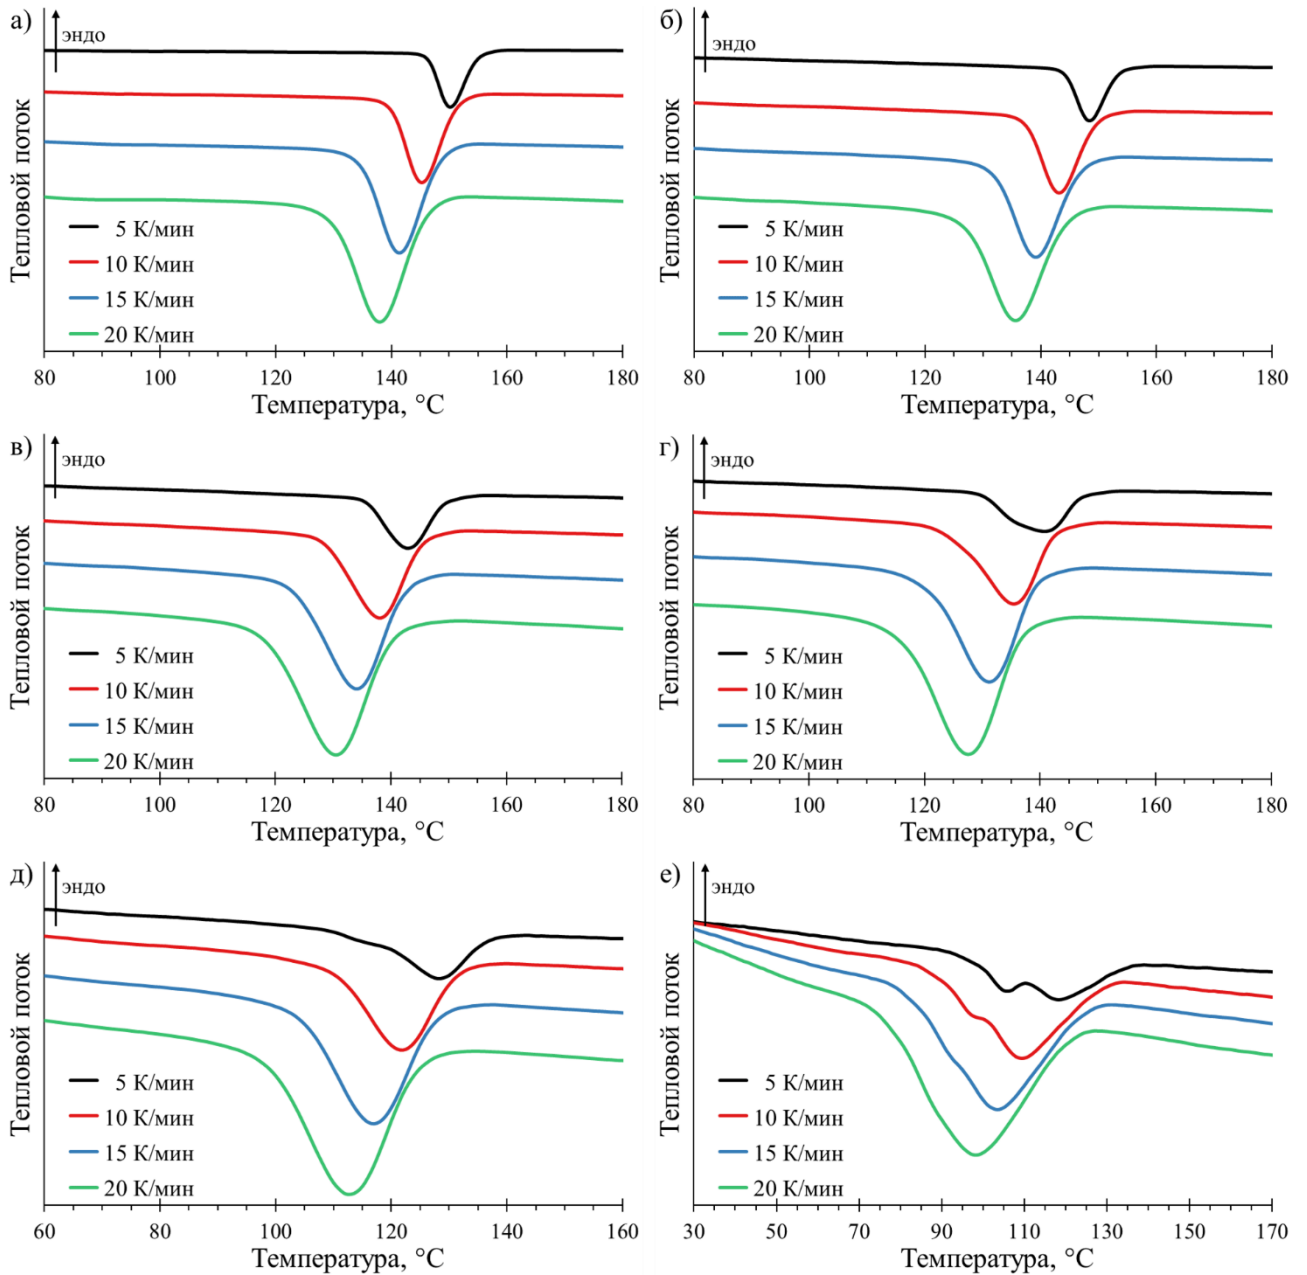 а)
эндо
Тепловой поток
5 К/мин
10 К/мин
15 К/мин
20 К/мин
80 100 120 140 160 180
Температура, °C
б)
эндо
Тепловой поток
5 К/мин
10 К/мин
15 К/мин
20 К/мин
80 100 120 140 160 180
Температура, °C
в)
эндо
Тепловой поток
5 К/мин
10 К/мин
15 К/мин
20 К/мин
80 100 120 140 160 180
Температура, °C
г)
эндо
Тепловой поток
5 К/мин
10 К/мин
15 К/мин
20 К/мин
80 100 120 140 160 180
Температура, °C
д)
эндо
Тепловой поток
5 К/мин
10 К/мин
15 К/мин
20 К/мин
60 80 100 120 140 160
Температура, °C
е)
эндо
Тепловой поток
5 К/мин
10 К/мин
15 К/мин
20 К/мин
30 50 70 90 110 130 150 170
Температура, °C